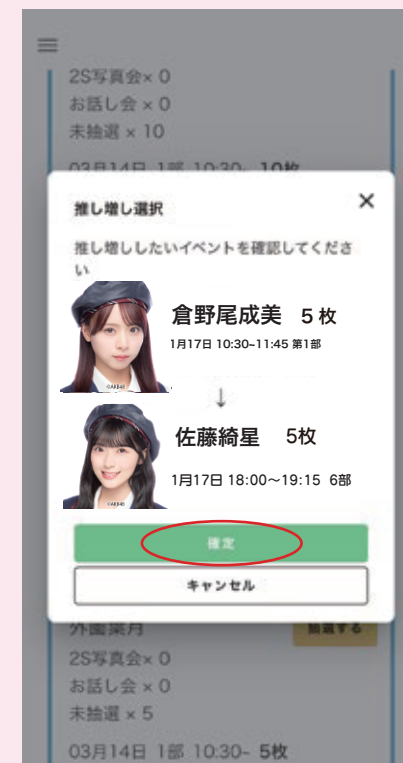 2S写真会× 0
お話し会 × 0
未抽選 × 10
03月14日 1部 10:30- 10枚
推し増し選択
×
推し増ししたいイベントを確認してくださ
い
倉野尾成美 5 枚
1月17日 10:30-11:45 第1部
©AKB48
↓
佐藤綺星 5枚
1月17日 18:00〜19:15 6部
©AKB48
確定
キャンセル
外園葉月
抽選する
2S写真会× 0
お話し会 × 0
未抽選 × 5
03月14日 1部 10:30- 5枚